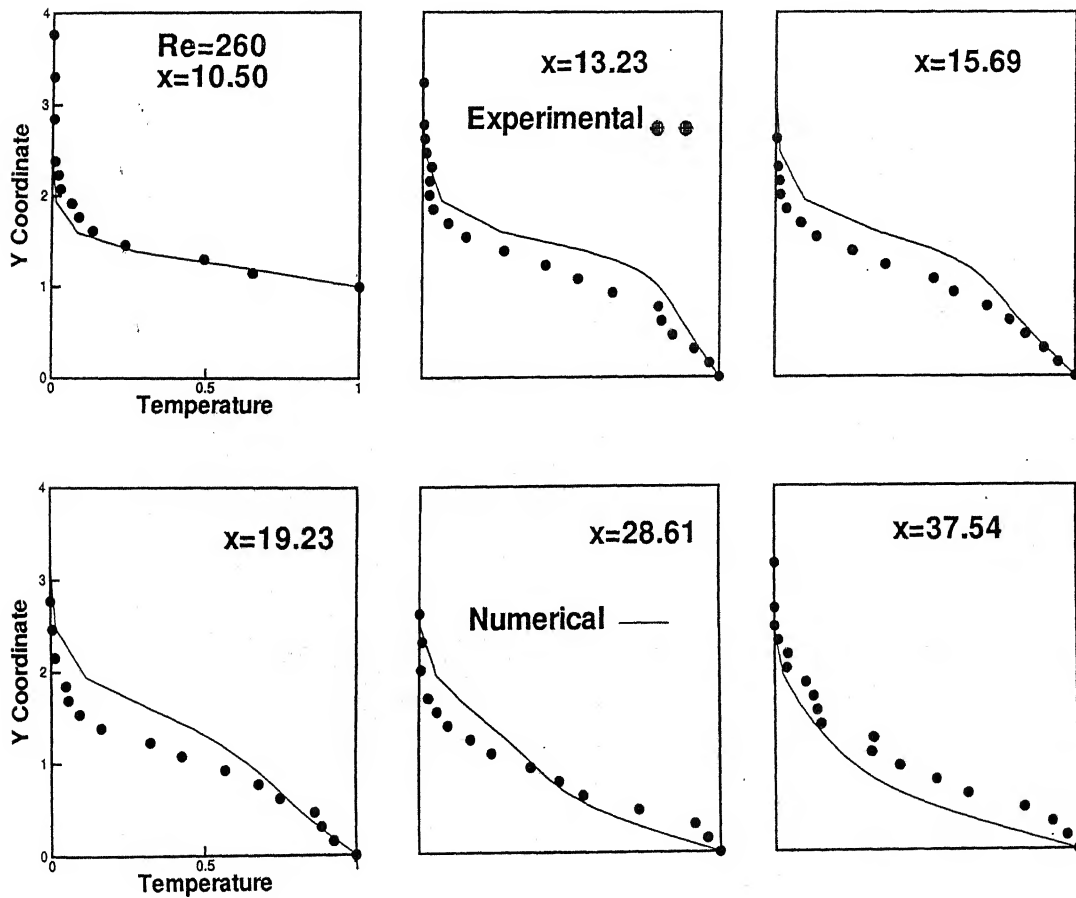 4
3
2
1
0
Y Coordinate
Re=260
x=10.50
0
0.5
1
Temperature
x=13.23
Experimental
x=15.69
4
3
2
1
0
Y Coordinate
x=19.23
0
0.5
1
Temperature
x=28.61
Numerical
x=37.54